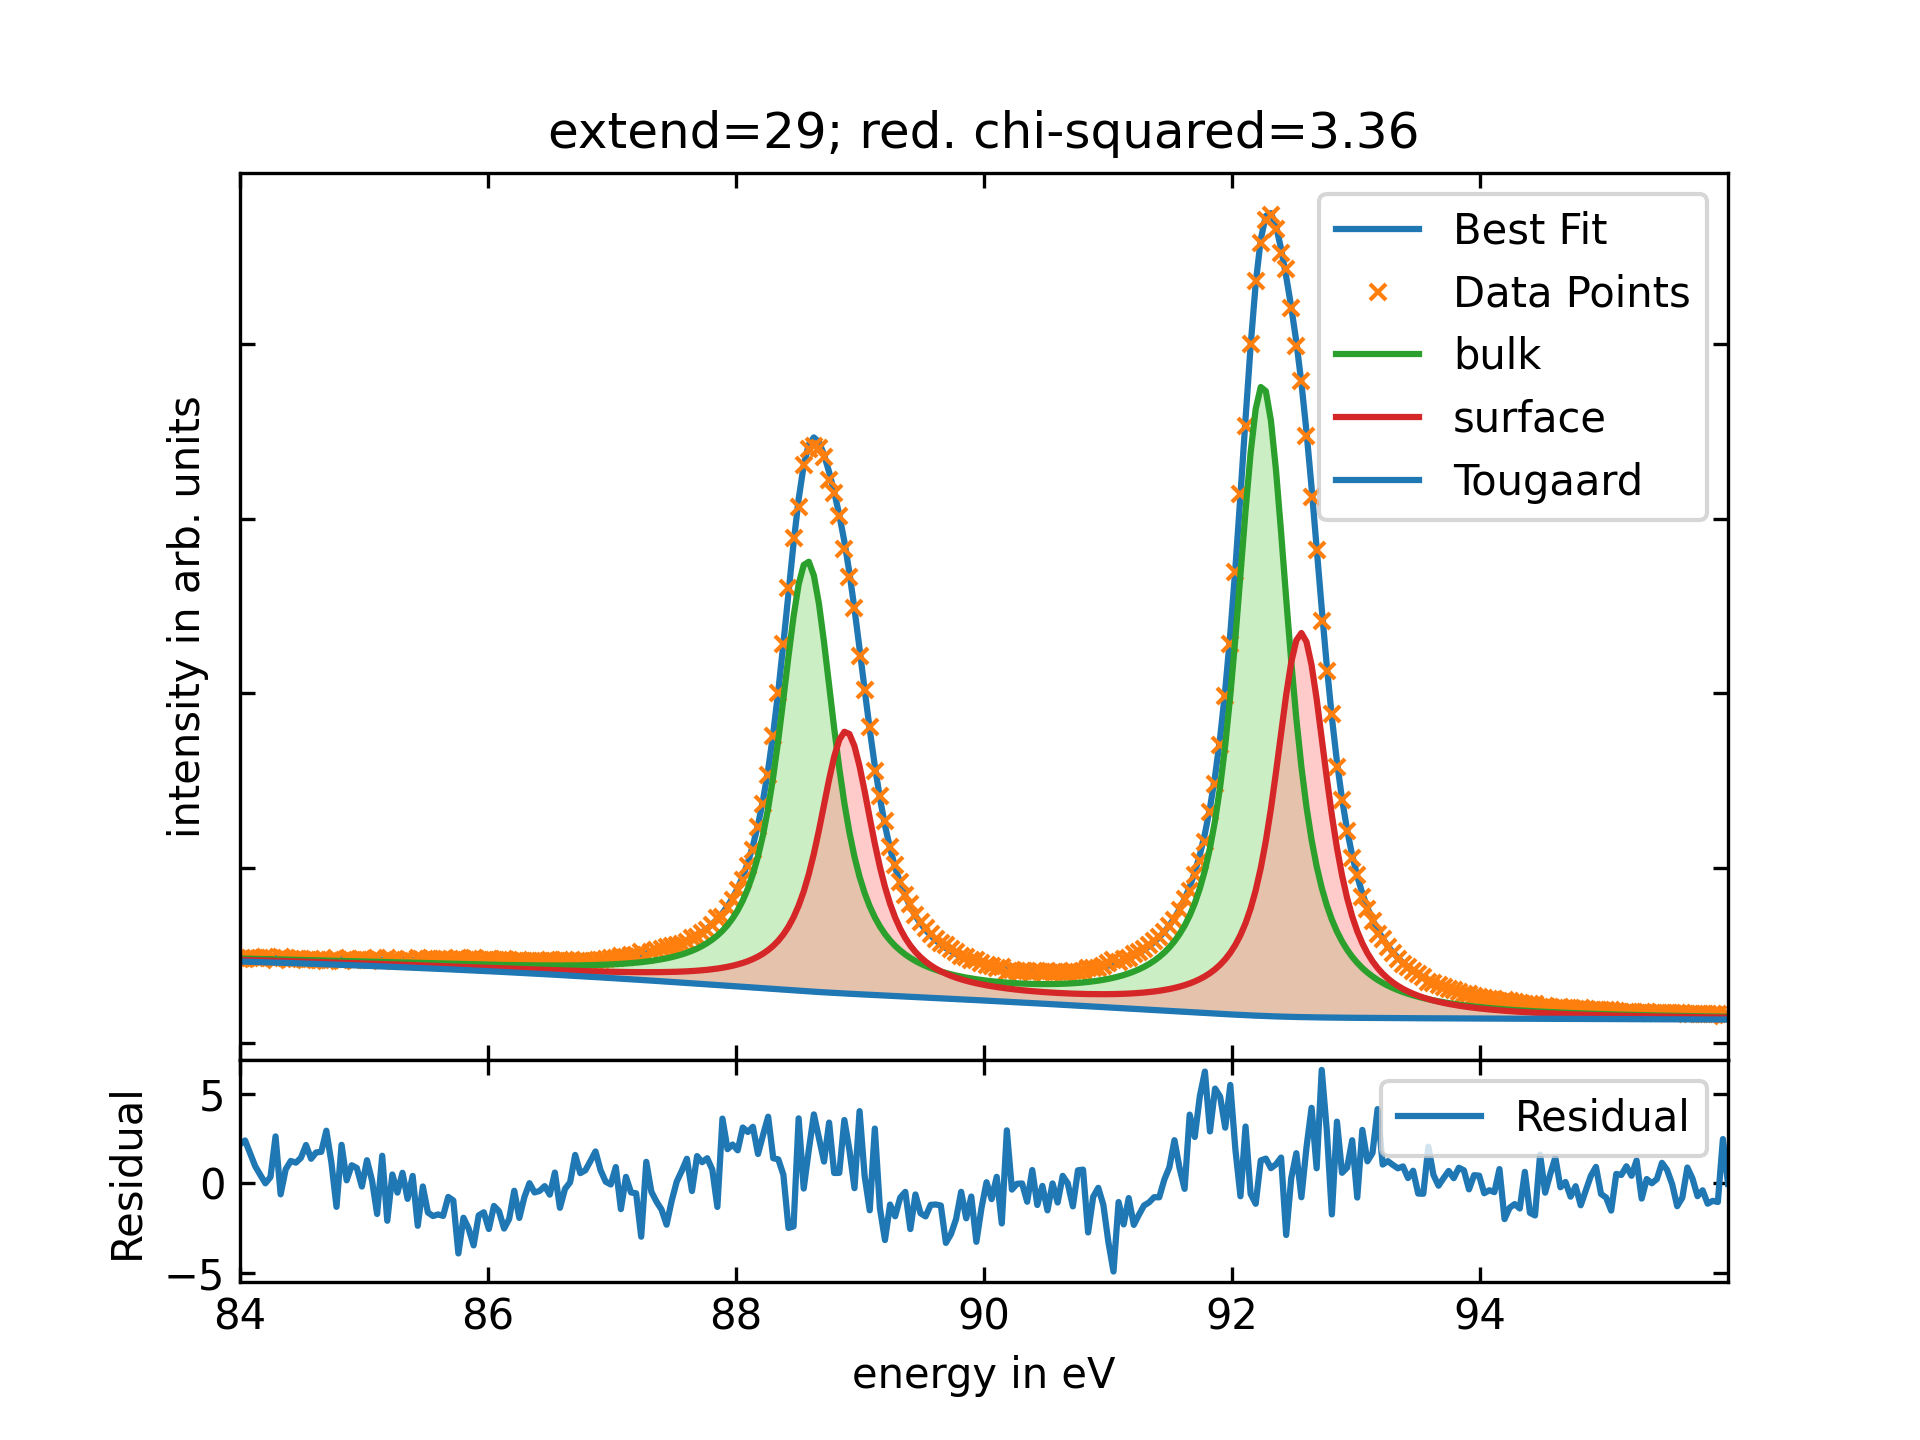 extend=29; red. chi-squared=3.36
intensity in arb. units
Best Fit
Data Points
bulk
surface
Tougaard
Residual
5
0
−5
Residual
84 86 88 90 92 94
energy in eV